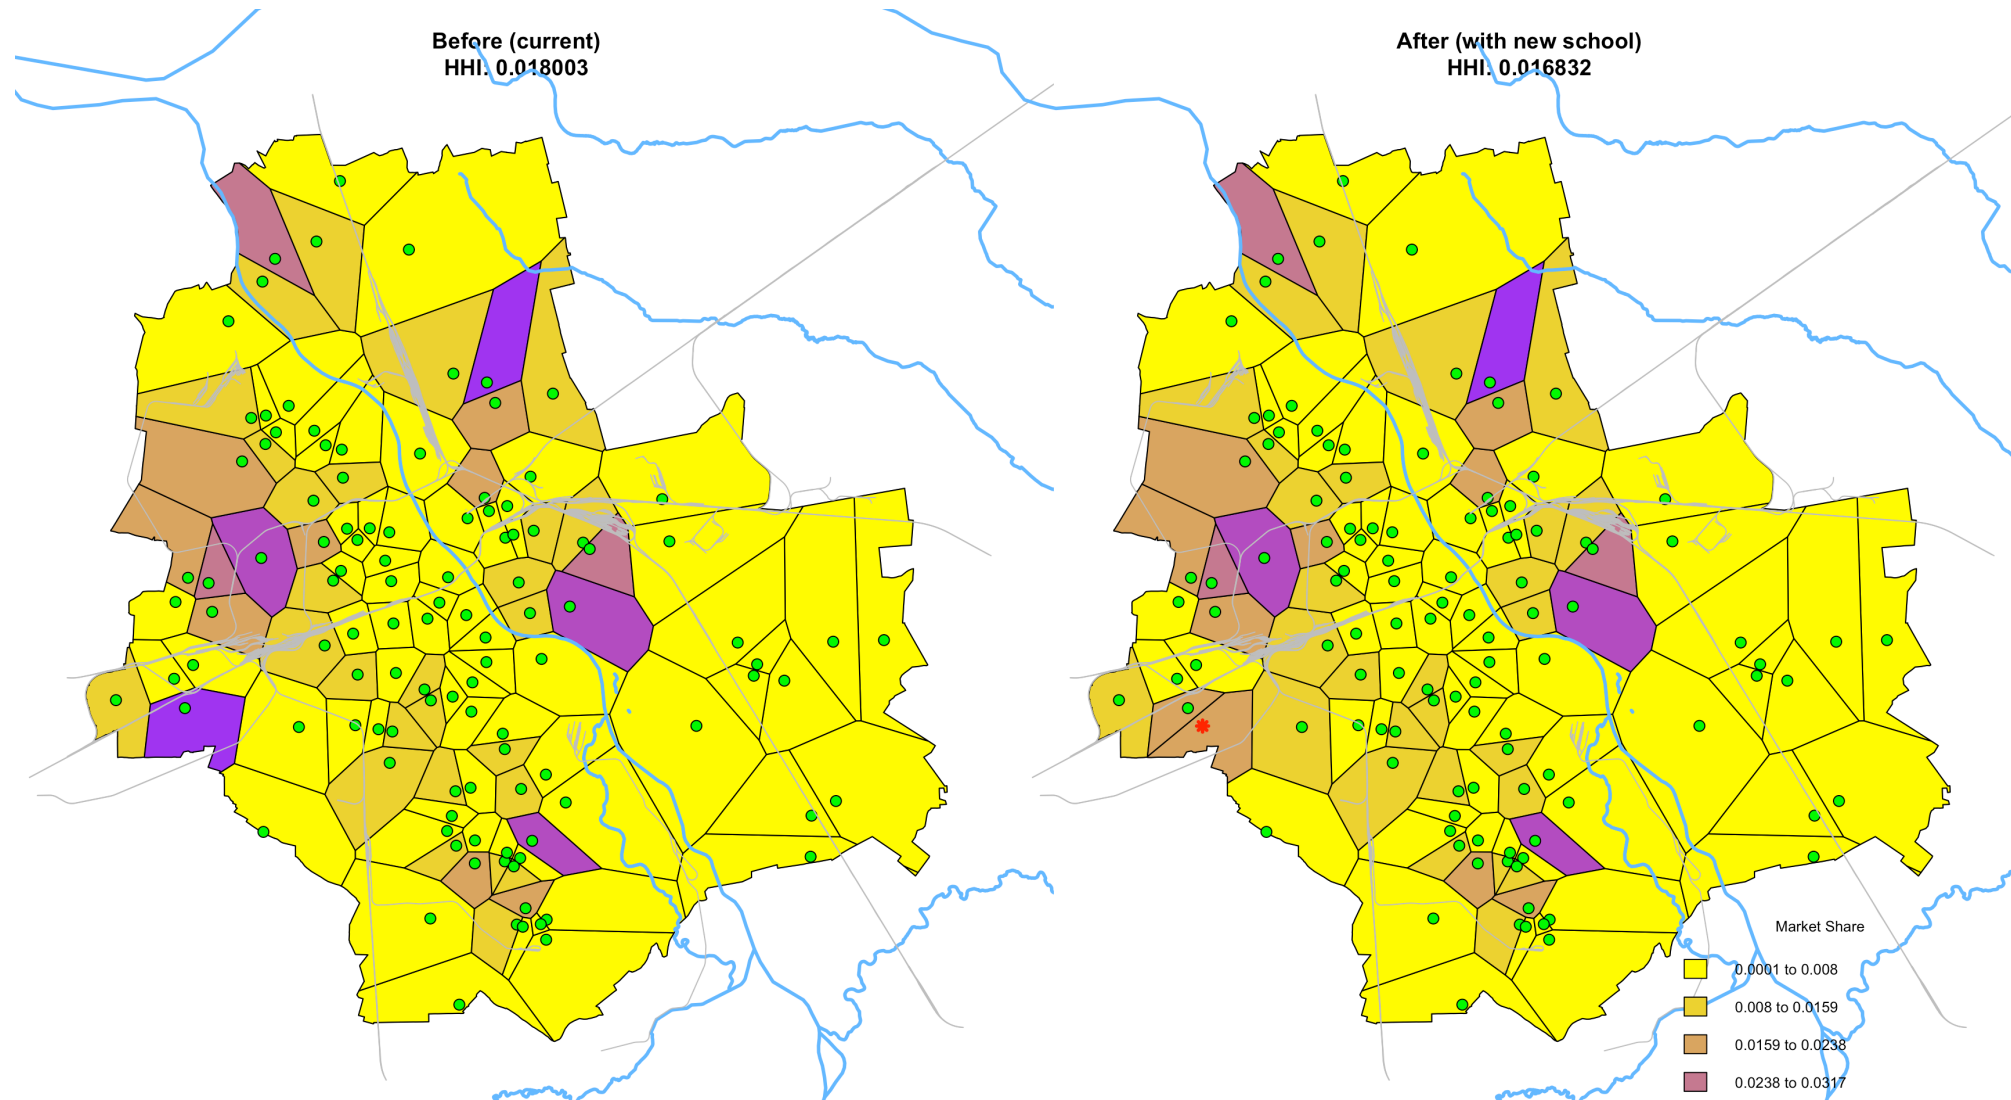 Before (current)
HHI: 0.018003
After (with new school)
HHI: 0.016832
Market Share
0.0001 to 0.008
0.008 to 0.0159
0.0159 to 0.0238
0.0238 to 0.0317